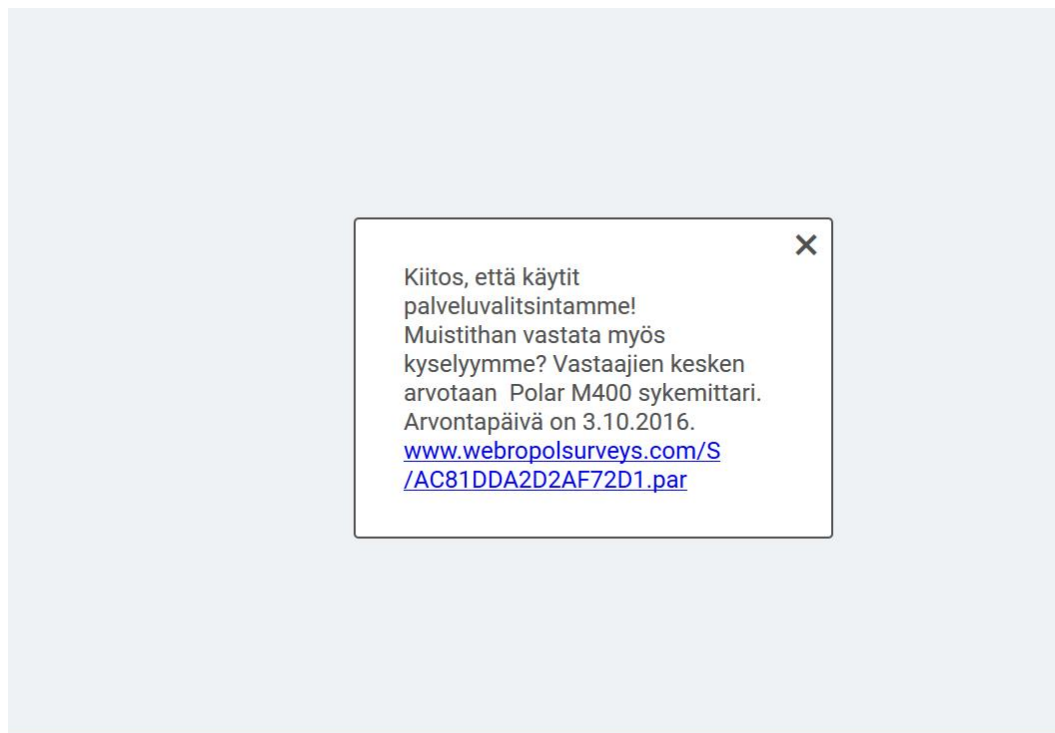 Kiitos, että käytit
palveluvalitsintamme!
Muistithan vastata myös
kyselyymme? Vastaajien kesken
arvotaan  Polar M400 sykemittari.
Arvontapäivä on 3.10.2016.
www.webropolsurveys.com/S
/AC81DDA2D2AF72D1.par